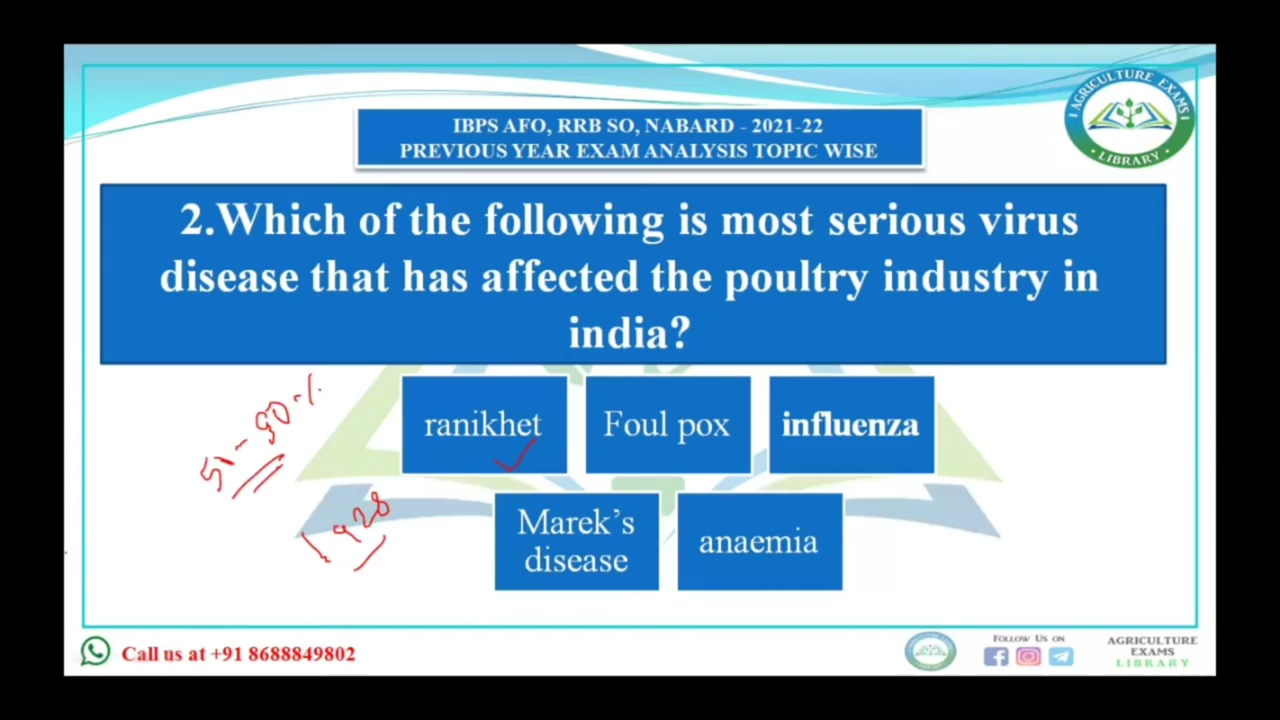 AGRICULTURE EXAMS
LIBRARY
IBPS AFO, RRB SO, NABARD - 2021-22
PREVIOUS YEAR EXAM ANALYSIS TOPIC WISE
2.Which of the following is most serious virus
disease that has affected the poultry industry in
india?
ranikhet
Foul pox
influenza
Marek’s
disease
anaemia
1928
Call us at +91 8688849802
FOLLOW US ON
AGRICULTURE
EXAMS
LIBRARY